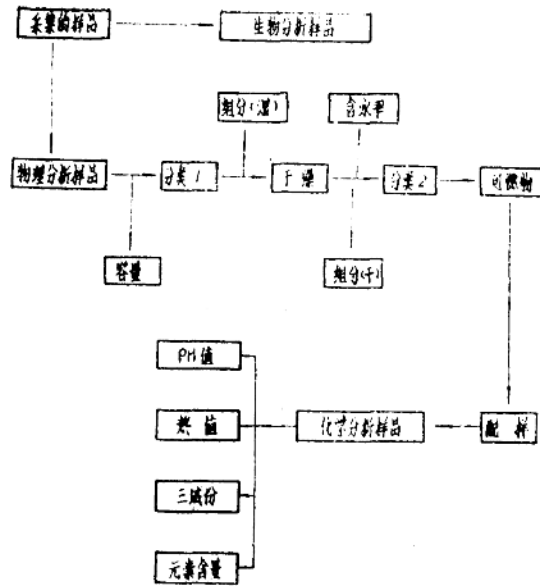 采集的样品
生物分析样品
组分(湿)
含水率
物理分析样品
分类1
干燥
分类2
可燃物
容量
组分(干)
PH值
热值
化学分析样品
配样
三成份
元素含量